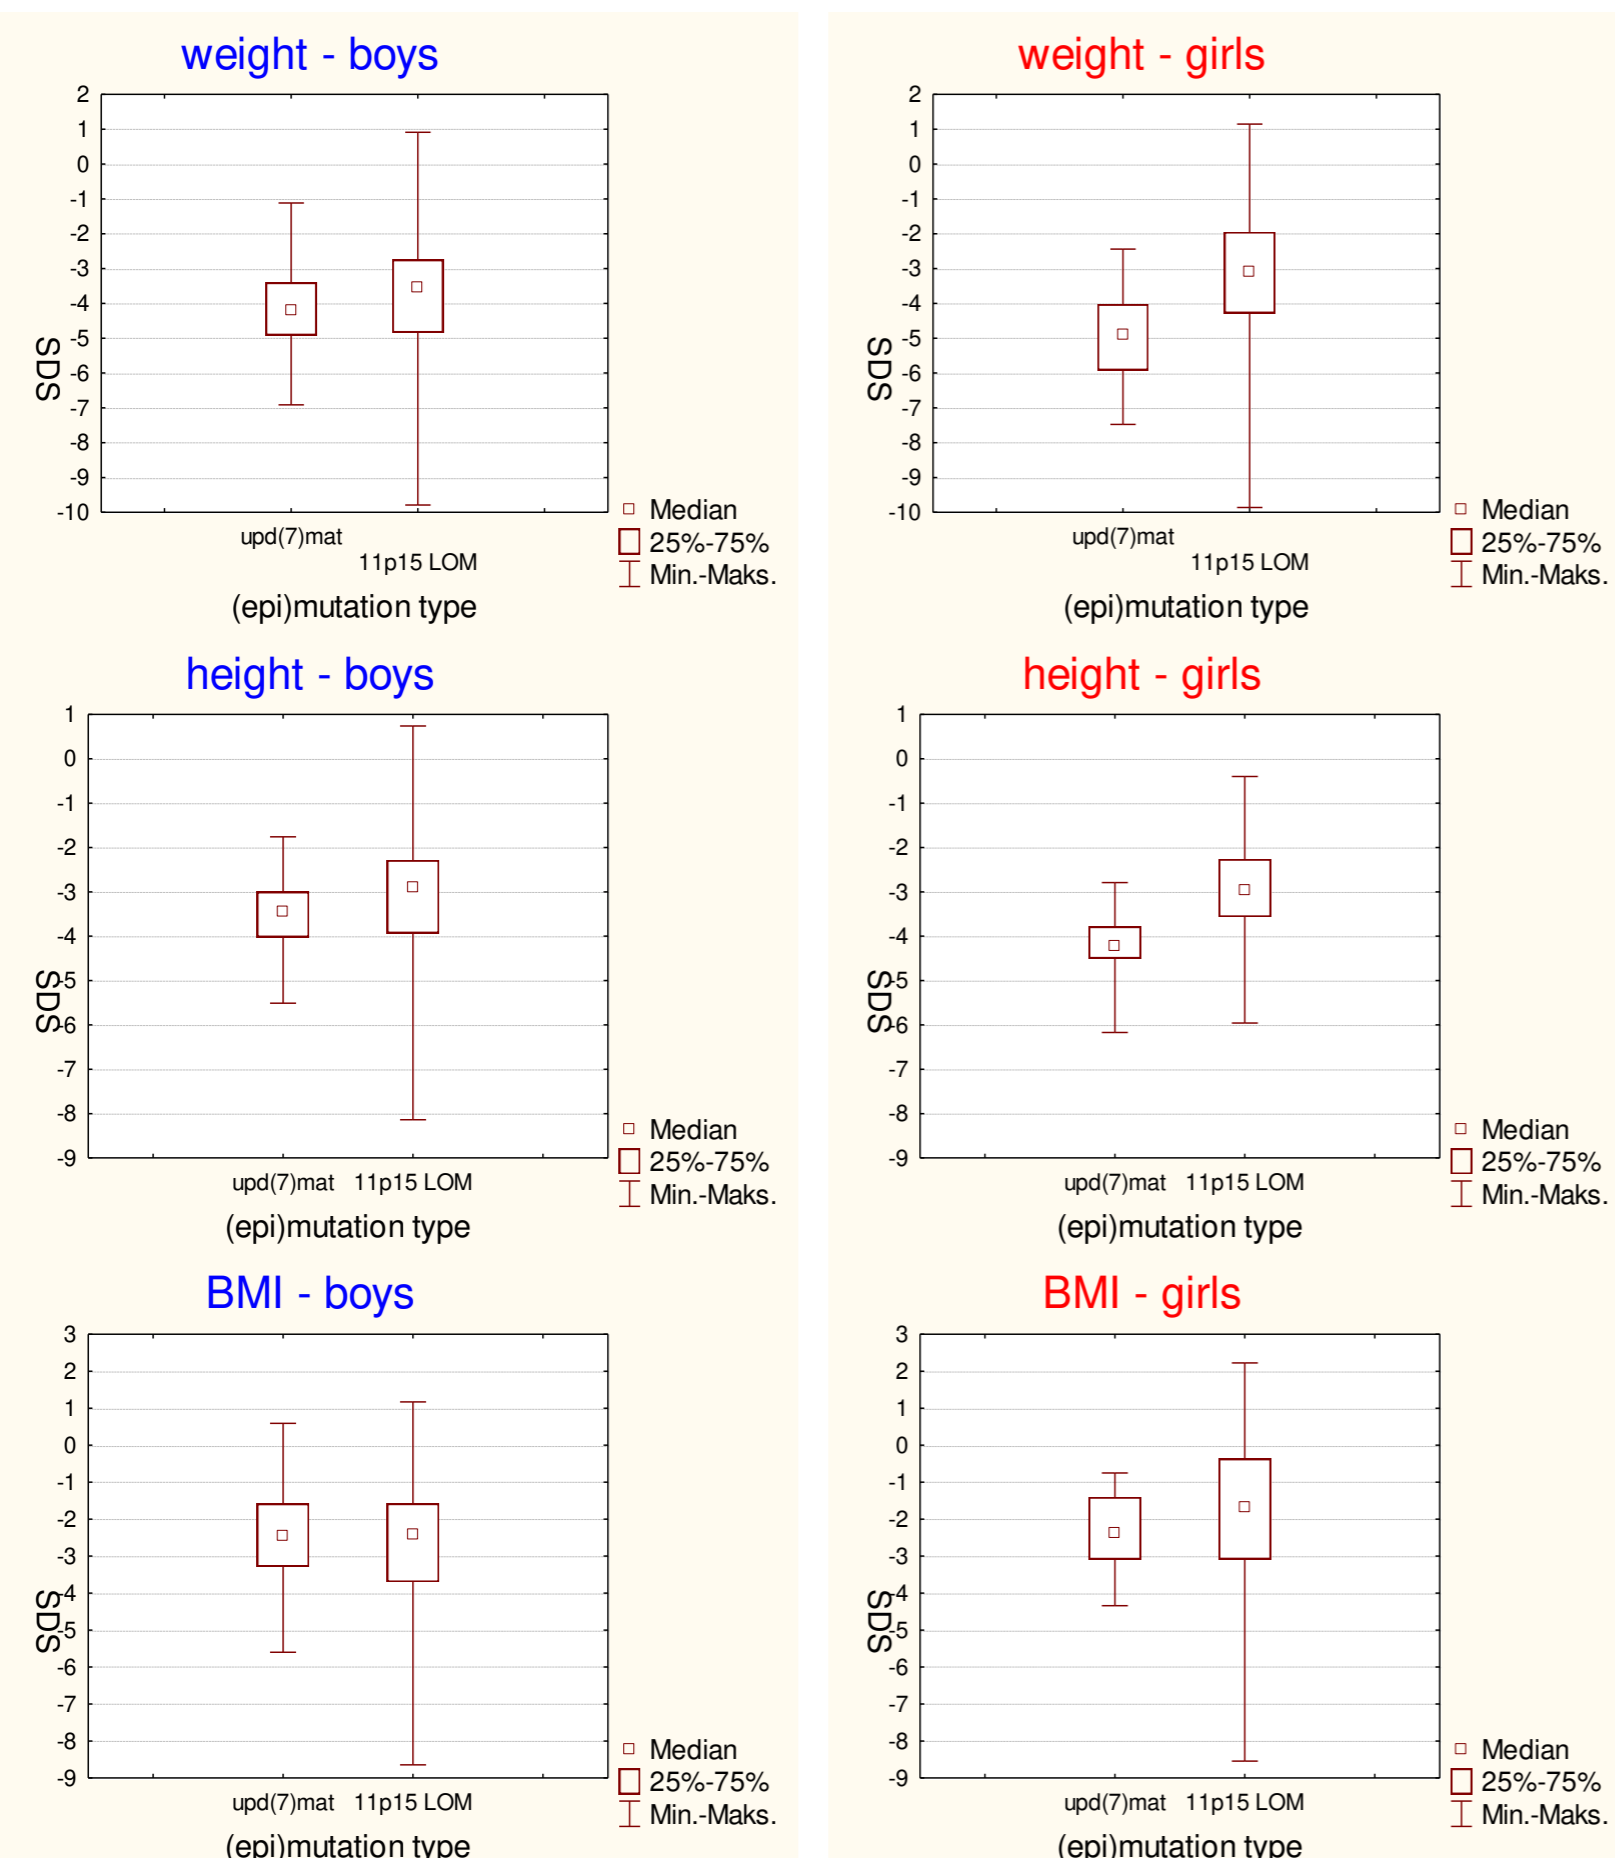 weight - boys
2
1
0
-1
-2
-3
-4
-5
-6
-7
-8
-9
-10
SDS
upd(7)mat
11p15 LOM
(epi)mutation type
Median
25%-75%
Min.-Maks.
weight - girls
2
1
0
-1
-2
-3
-4
-5
-6
-7
-8
-9
-10
SDS
upd(7)mat
11p15 LOM
(epi)mutation type
Median
25%-75%
Min.-Maks.
height - boys
1
0
-1
-2
-3
-4
-5
-6
-7
-8
-9
SDS
upd(7)mat 11p15 LOM
(epi)mutation type
Median
25%-75%
Min.-Maks.
height - girls
1
0
-1
-2
-3
-4
-5
-6
-7
-8
-9
SDS
upd(7)mat 11p15 LOM
(epi)mutation type
Median
25%-75%
Min.-Maks.
BMI - boys
3
2
1
0
-1
-2
-3
-4
-5
-6
-7
-8
-9
SDS
upd(7)mat 11p15 LOM
(epi)mutation type
Median
25%-75%
Min.-Maks.
BMI - girls
3
2
1
0
-1
-2
-3
-4
-5
-6
-7
-8
-9
SDS
upd(7)mat 11p15 LOM
(epi)mutation type
Median
25%-75%
Min.-Maks.